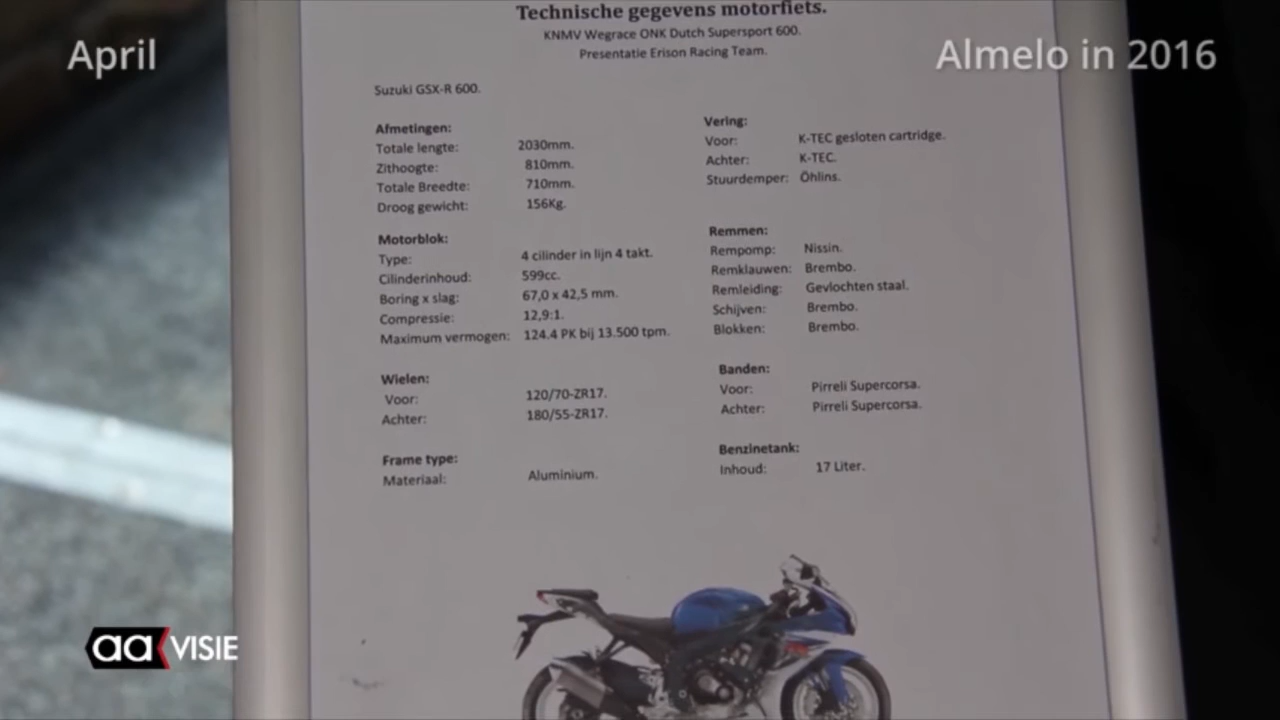 April
Almelo in 2016
Technische gegevens motorfiets.
KNMV Wegrace ONK Dutch Supersport 600.
Presentatie Erison Racing Team.
Suzuki GSX-R 600.
Afmetingen:
Totale lengte: 2030mm.
Zithoogte: 810mm.
Totale Breedte: 710mm.
Droog gewicht: 156Kg.
Motorblok:
Type: 4 cilinder in lijn 4 takt.
Cilinderinhoud: 599cc.
Boring x slag: 67,0 x 42,5 mm.
Compressie: 12,9:1.
Maximum vermogen: 124.4 PK bij 13.500 tpm.
Wielen:
Voor: 120/70-ZR17.
Achter: 180/55-ZR17.
Frame type:
Materiaal: Aluminium.
Vering:
Voor: K-TEC gesloten cartridge.
Achter: K-TEC.
Stuurdemper: Öhlins.
Remmen:
Rempomp: Nissin.
Remklauwen: Brembo.
Remleiding: Gevlochten staal.
Schijven: Brembo.
Blokken: Brembo.
Banden:
Voor: Pirreli Supercorsa.
Achter: Pirreli Supercorsa.
Benzinetank:
Inhoud: 17 Liter.
aa VISIE